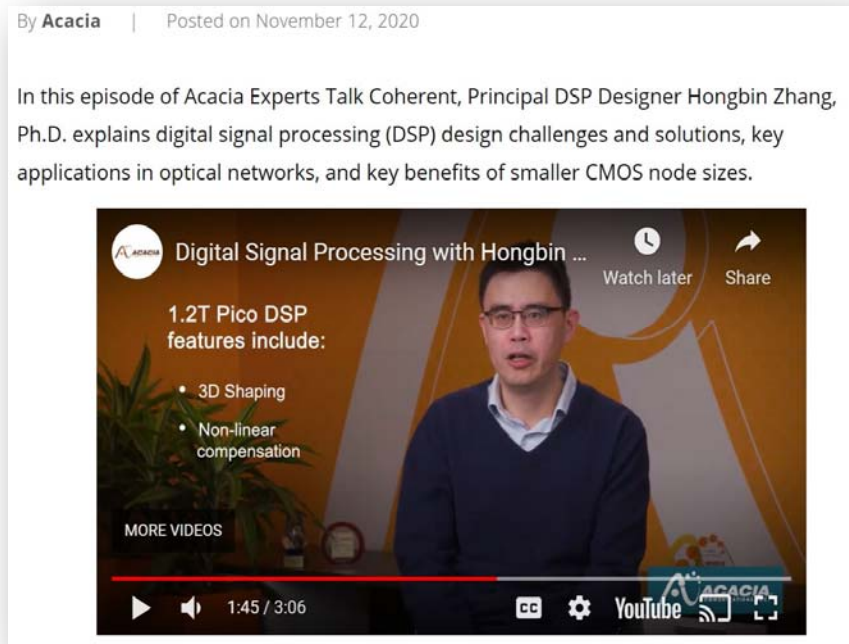 By Acacia | Posted on November 12, 2020
In this episode of Acacia Experts Talk Coherent, Principal DSP Designer Hongbin Zhang,
Ph.D. explains digital signal processing (DSP) design challenges and solutions, key
applications in optical networks, and key benefits of smaller CMOS node sizes.
ACACIA
Digital Signal Processing with Hongbin ...
Watch later
Share
1.2T Pico DSP
features include:
• 3D Shaping
• Non-linear
compensation
MORE VIDEOS
ACACIA
1:45 / 3:06
CC
YouTube